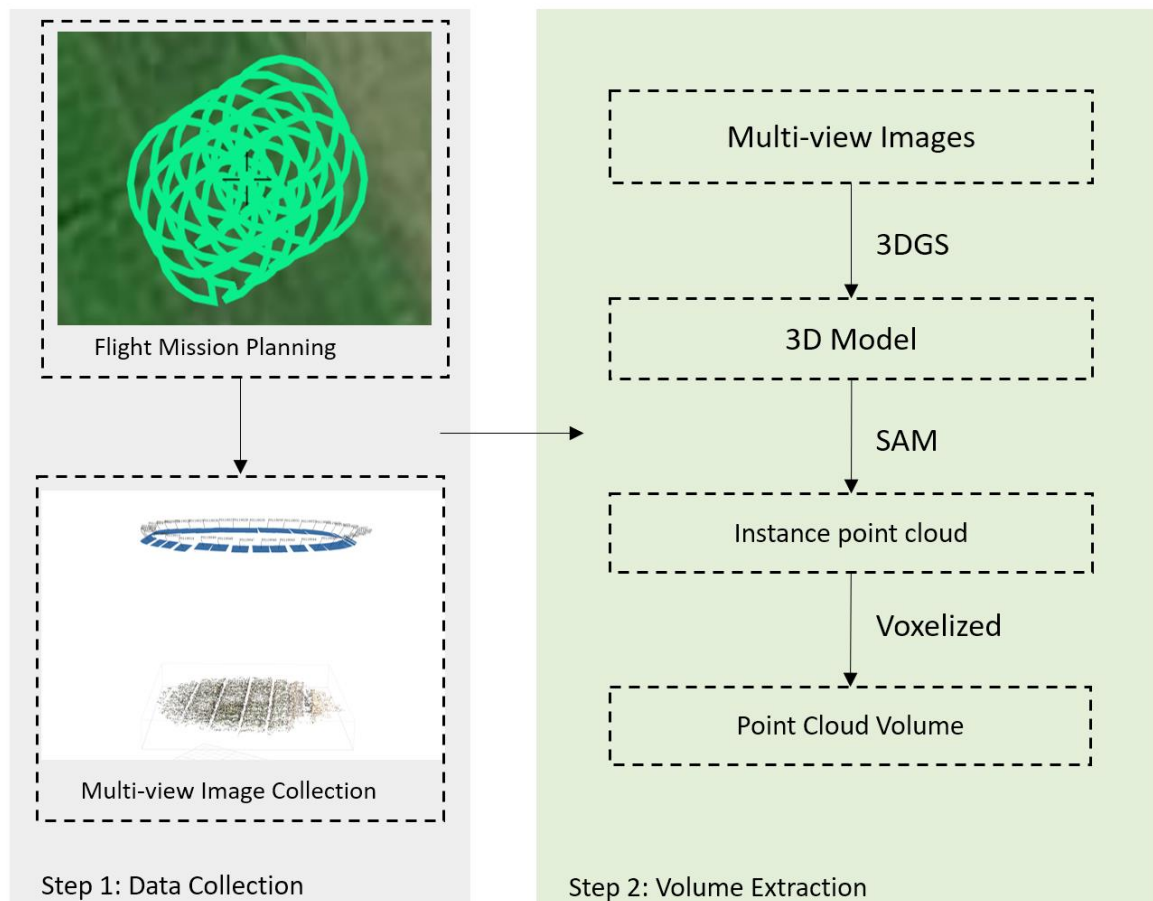 Flight Mission Planning
Multi-view Image Collection
Step 1: Data Collection
Multi-view Images
3DGS
3D Model
SAM
Instance point cloud
Voxelized
Point Cloud Volume
Step 2: Volume Extraction